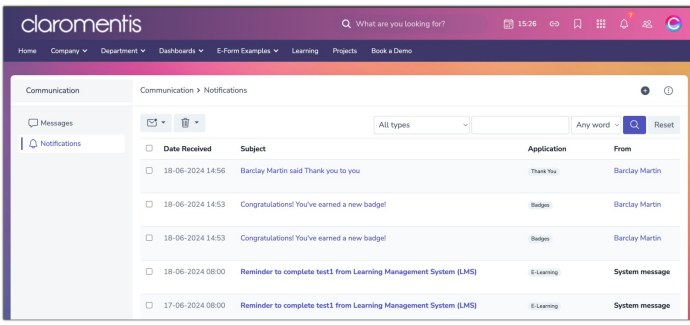 claromentis
What are you looking for?
15:26
7
Home Company Department Dashboards E-Form Examples Learning Projects Book a Demo
Communication
Communication > Notifications
Messages
Notifications
All types
Any word
Reset
Date Received Subject Application From
18-06-2024 14:56 Barclay Martin said Thank you to you Thank You Barclay Martin
18-06-2024 14:53 Congratulations! You've earned a new badge! Badges Barclay Martin
18-06-2024 14:53 Congratulations! You've earned a new badge! Badges Barclay Martin
18-06-2024 08:00 Reminder to complete test1 from Learning Management System (LMS) E-Learning System message
17-06-2024 08:00 Reminder to complete test1 from Learning Management System (LMS) E-Learning System message